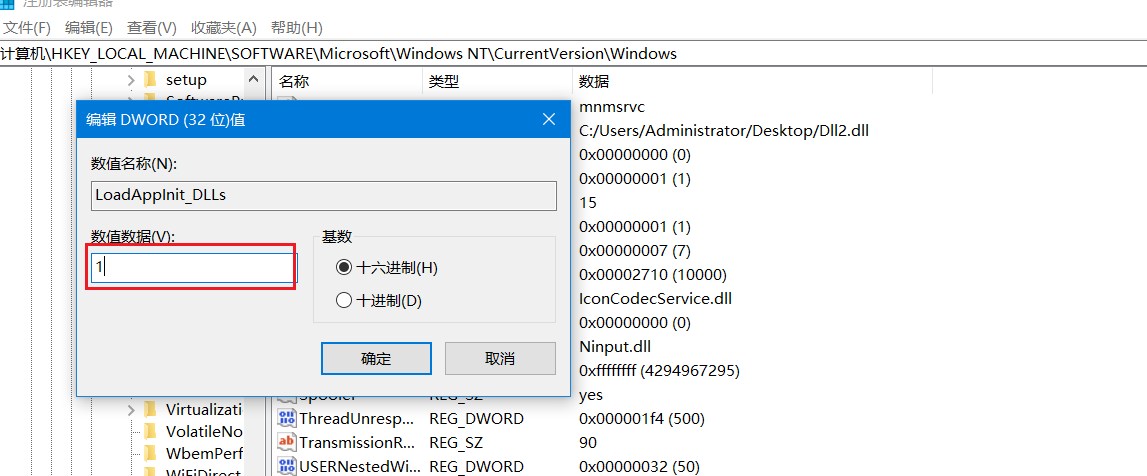 注册表编辑器
文件(F) 编辑(E) 查看(V) 收藏夹(A) 帮助(H)
计算机\HKEY_LOCAL_MACHINE\SOFTWARE\Microsoft\Windows NT\CurrentVersion\Windows
setup
名称 类型 数据
mnmsrvc
编辑 DWORD (32 位)值
C:/Users/Administrator/Desktop/Dll2.dll
0x00000000 (0)
数值名称(N):
0x00000001 (1)
LoadAppInit_DLLs
15
0x00000001 (1)
数值数据(V): 基数
0x00000007 (7)
1 十六进制(H)
0x00002710 (10000)
十进制(D)
IconCodecService.dll
0x00000000 (0)
Ninput.dll
确定 取消
0xffffffff (4294967295)
Spooler REG_SZ yes
Virtualizati
ThreadUnresp... REG_DWORD 0x000001f4 (500)
VolatileNo
TransmissionR... REG_SZ 90
WbemPerf
USERNestedWi... REG_DWORD 0x00000032 (50)
WiFiDirect